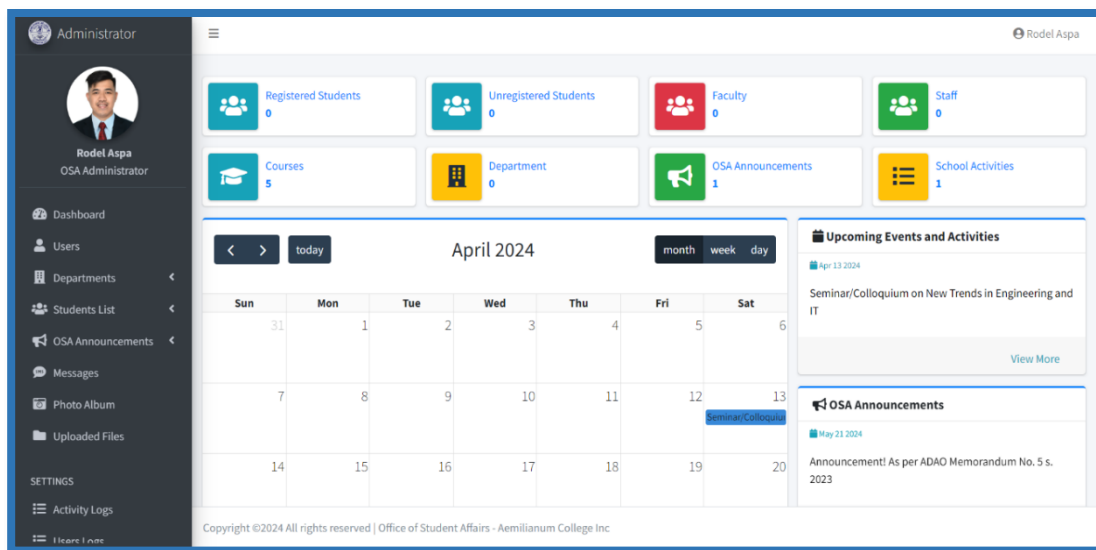 Administrator
Rodel Aspa
Rodel Aspa
OSA Administrator
Dashboard
Users
Departments
Students List
OSA Announcements
Messages
Photo Album
Uploaded Files
SETTINGS
Activity Logs
Users Logs
Registered Students
0
Unregistered Students
0
Faculty
0
Staff
0
Courses
5
Department
0
OSA Announcements
1
School Activities
1
today
April 2024
month week day
Sun Mon Tue Wed Thu Fri Sat
31 1 2 3 4 5 6
7 8 9 10 11 12 13
Seminar/Colloquiu
14 15 16 17 18 19 20
Upcoming Events and Activities
Apr 13 2024
Seminar/Colloquium on New Trends in Engineering and
IT
View More
OSA Announcements
May 21 2024
Announcement! As per ADAO Memorandum No. 5 s.
2023
Copyright ©2024 All rights reserved | Office of Student Affairs - Aemilianum College Inc